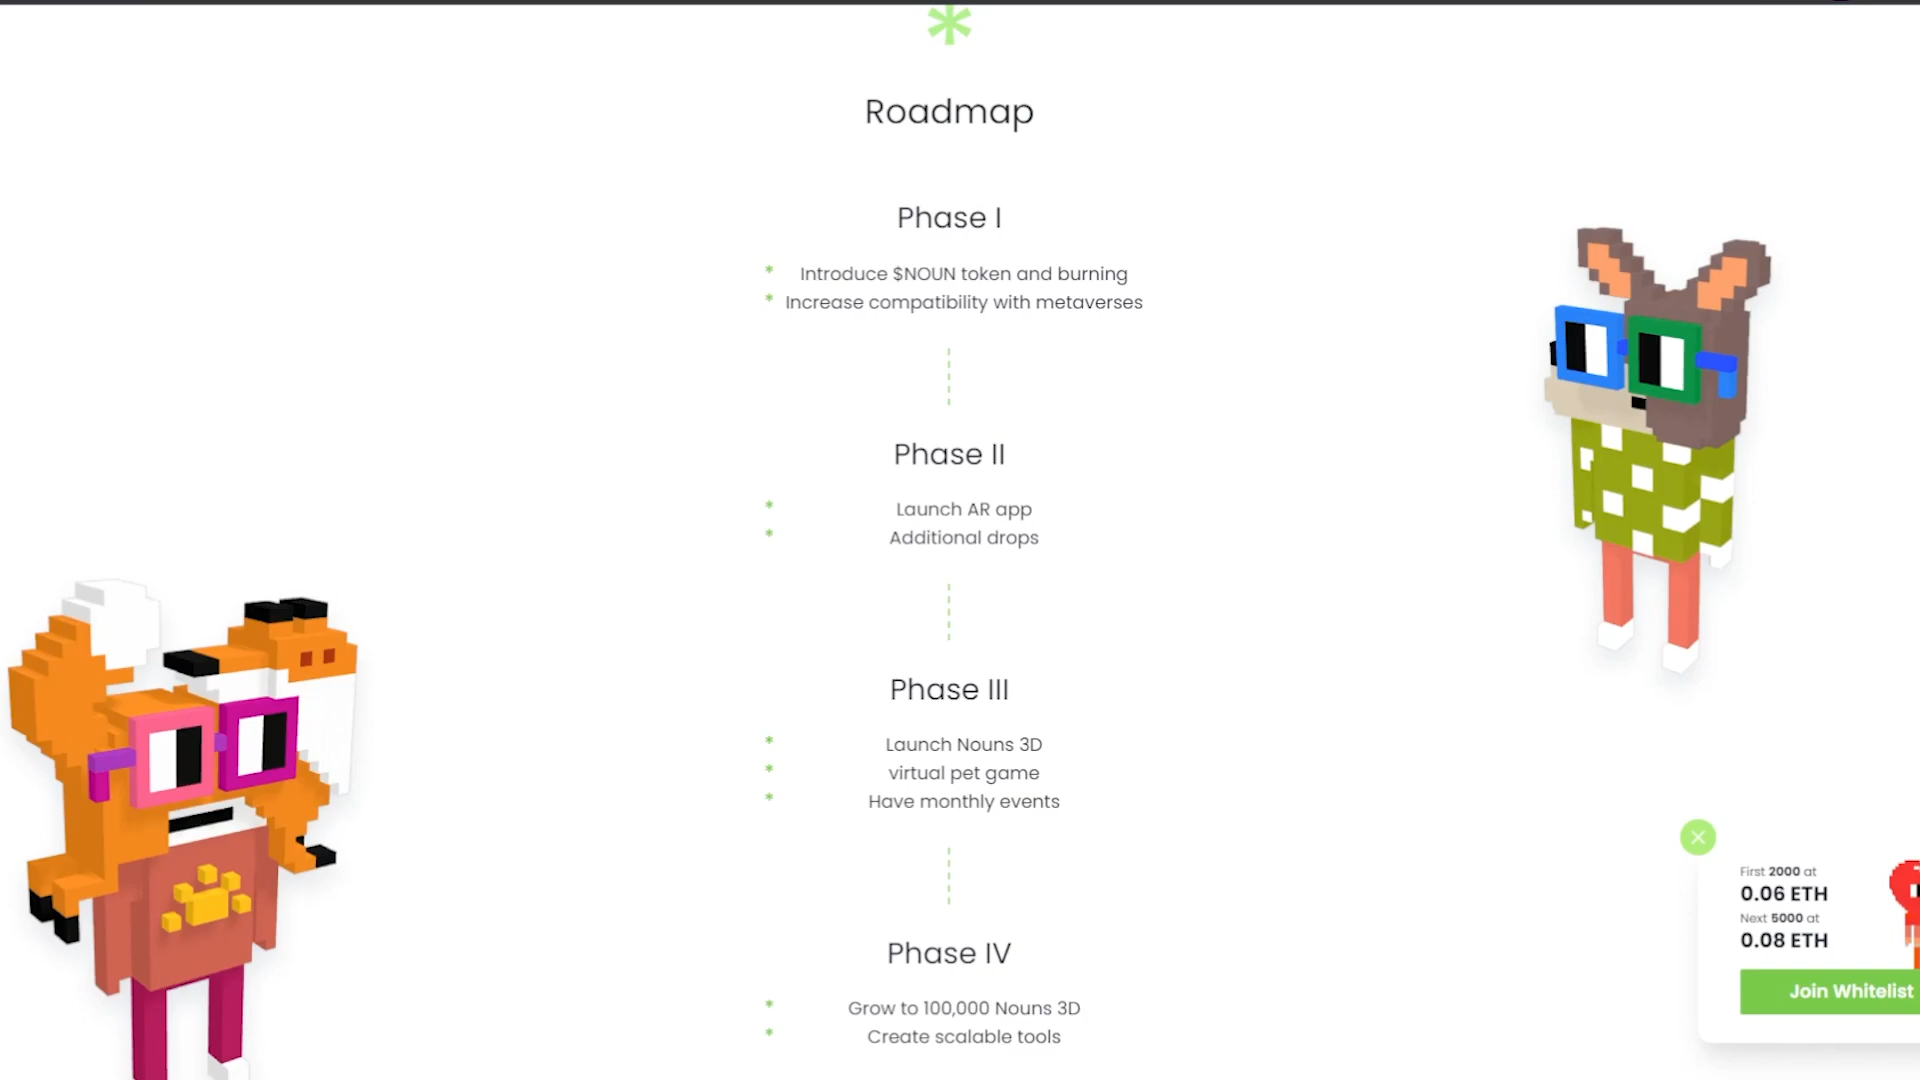 Roadmap
Phase I
* Introduce $NOUN token and burning
* Increase compatibility with metaverses
Phase II
* Launch AR app
* Additional drops
Phase III
* Launch Nouns 3D
* virtual pet game
* Have monthly events
Phase IV
* Grow to 100,000 Nouns 3D
* Create scalable tools
First 2000 at
0.06 ETH
Next 5000 at
0.08 ETH
Join Whitelist